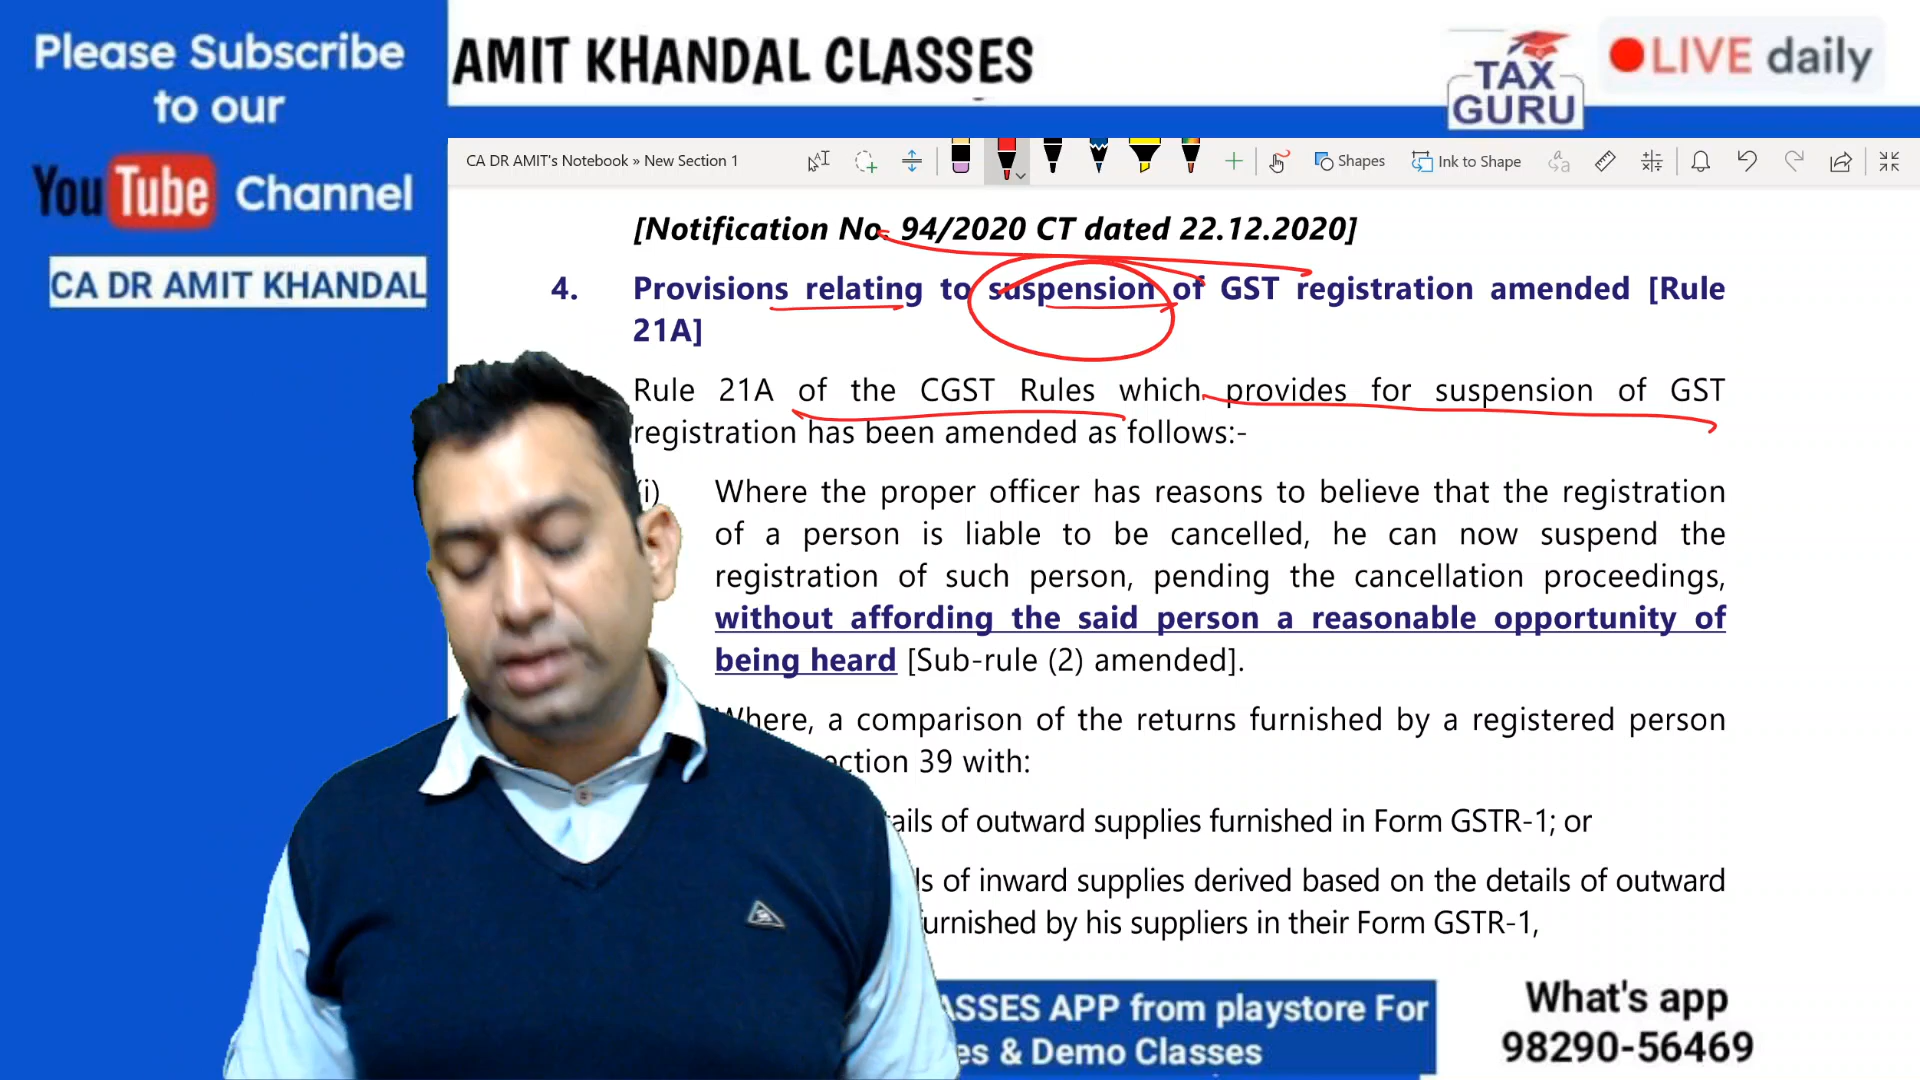 Please Subscribe
to our
YouTube Channel
CA DR AMIT KHANDAL
AMIT KHANDAL CLASSES
TAX
GURU
LIVE daily
CA DR AMIT's Notebook » New Section 1
Shapes
Ink to Shape
[Notification No. 94/2020 CT dated 22.12.2020]
4. Provisions relating to suspension of GST registration amended [Rule
21A]
Rule 21A of the CGST Rules which provides for suspension of GST
registration has been amended as follows:-
(i) Where the proper officer has reasons to believe that the registration
of a person is liable to be cancelled, he can now suspend the
registration of such person, pending the cancellation proceedings,
without affording the said person a reasonable opportunity of
being heard [Sub-rule (2) amended].
Where, a comparison of the returns furnished by a registered person
39 with:
of outward supplies furnished in Form GSTR-1; or
of inward supplies derived based on the details of outward
by his suppliers in their Form GSTR-1,
APP from playstore For
& Demo Classes
What's app
98290-56469